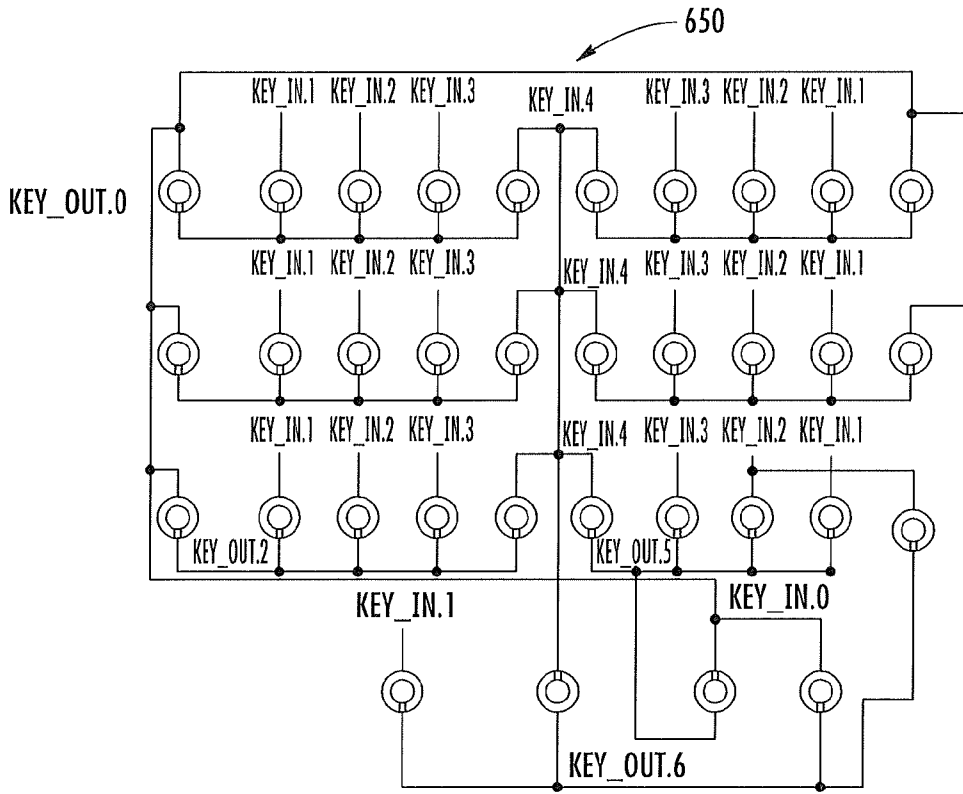 650
KEY_IN.1 KEY_IN.2 KEY_IN.3 KEY_IN.4 KEY_IN.3 KEY_IN.2 KEY_IN.1
KEY_OUT.0
KEY_IN.1 KEY_IN.2 KEY_IN.3 KEY_IN.4 KEY_IN.3 KEY_IN.2 KEY_IN.1
KEY_IN.1 KEY_IN.2 KEY_IN.3 KEY_IN.4 KEY_IN.3 KEY_IN.2 KEY_IN.1
KEY_OUT.2 KEY_OUT.5
KEY_IN.1 KEY_IN.0
KEY_OUT.6